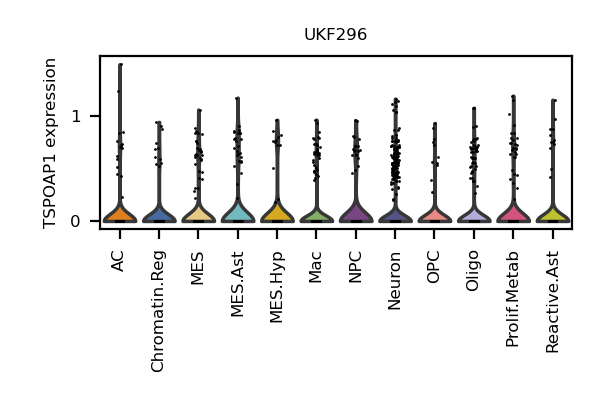 UKF296
TSPOAP1 expression
1
0
AC
Chromatin.Reg
MES
MES.Ast
MES.Hyp
Mac
NPC
Neuron
OPC
Oligo
Prolif.Metab
Reactive.Ast